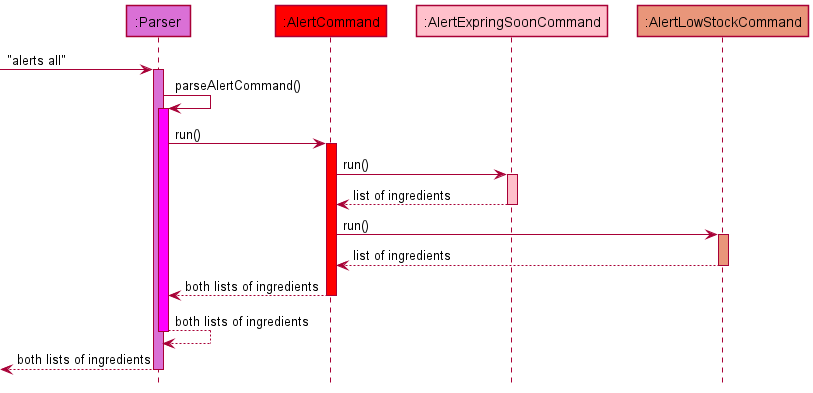 :Parser
:AlertCommand
:AlertExpringSoonCommand
:AlertLowStockCommand
"alerts all"
parseAlertCommand()
run()
run()
list of ingredients
run()
list of ingredients
both lists of ingredients
both lists of ingredients
both lists of ingredients